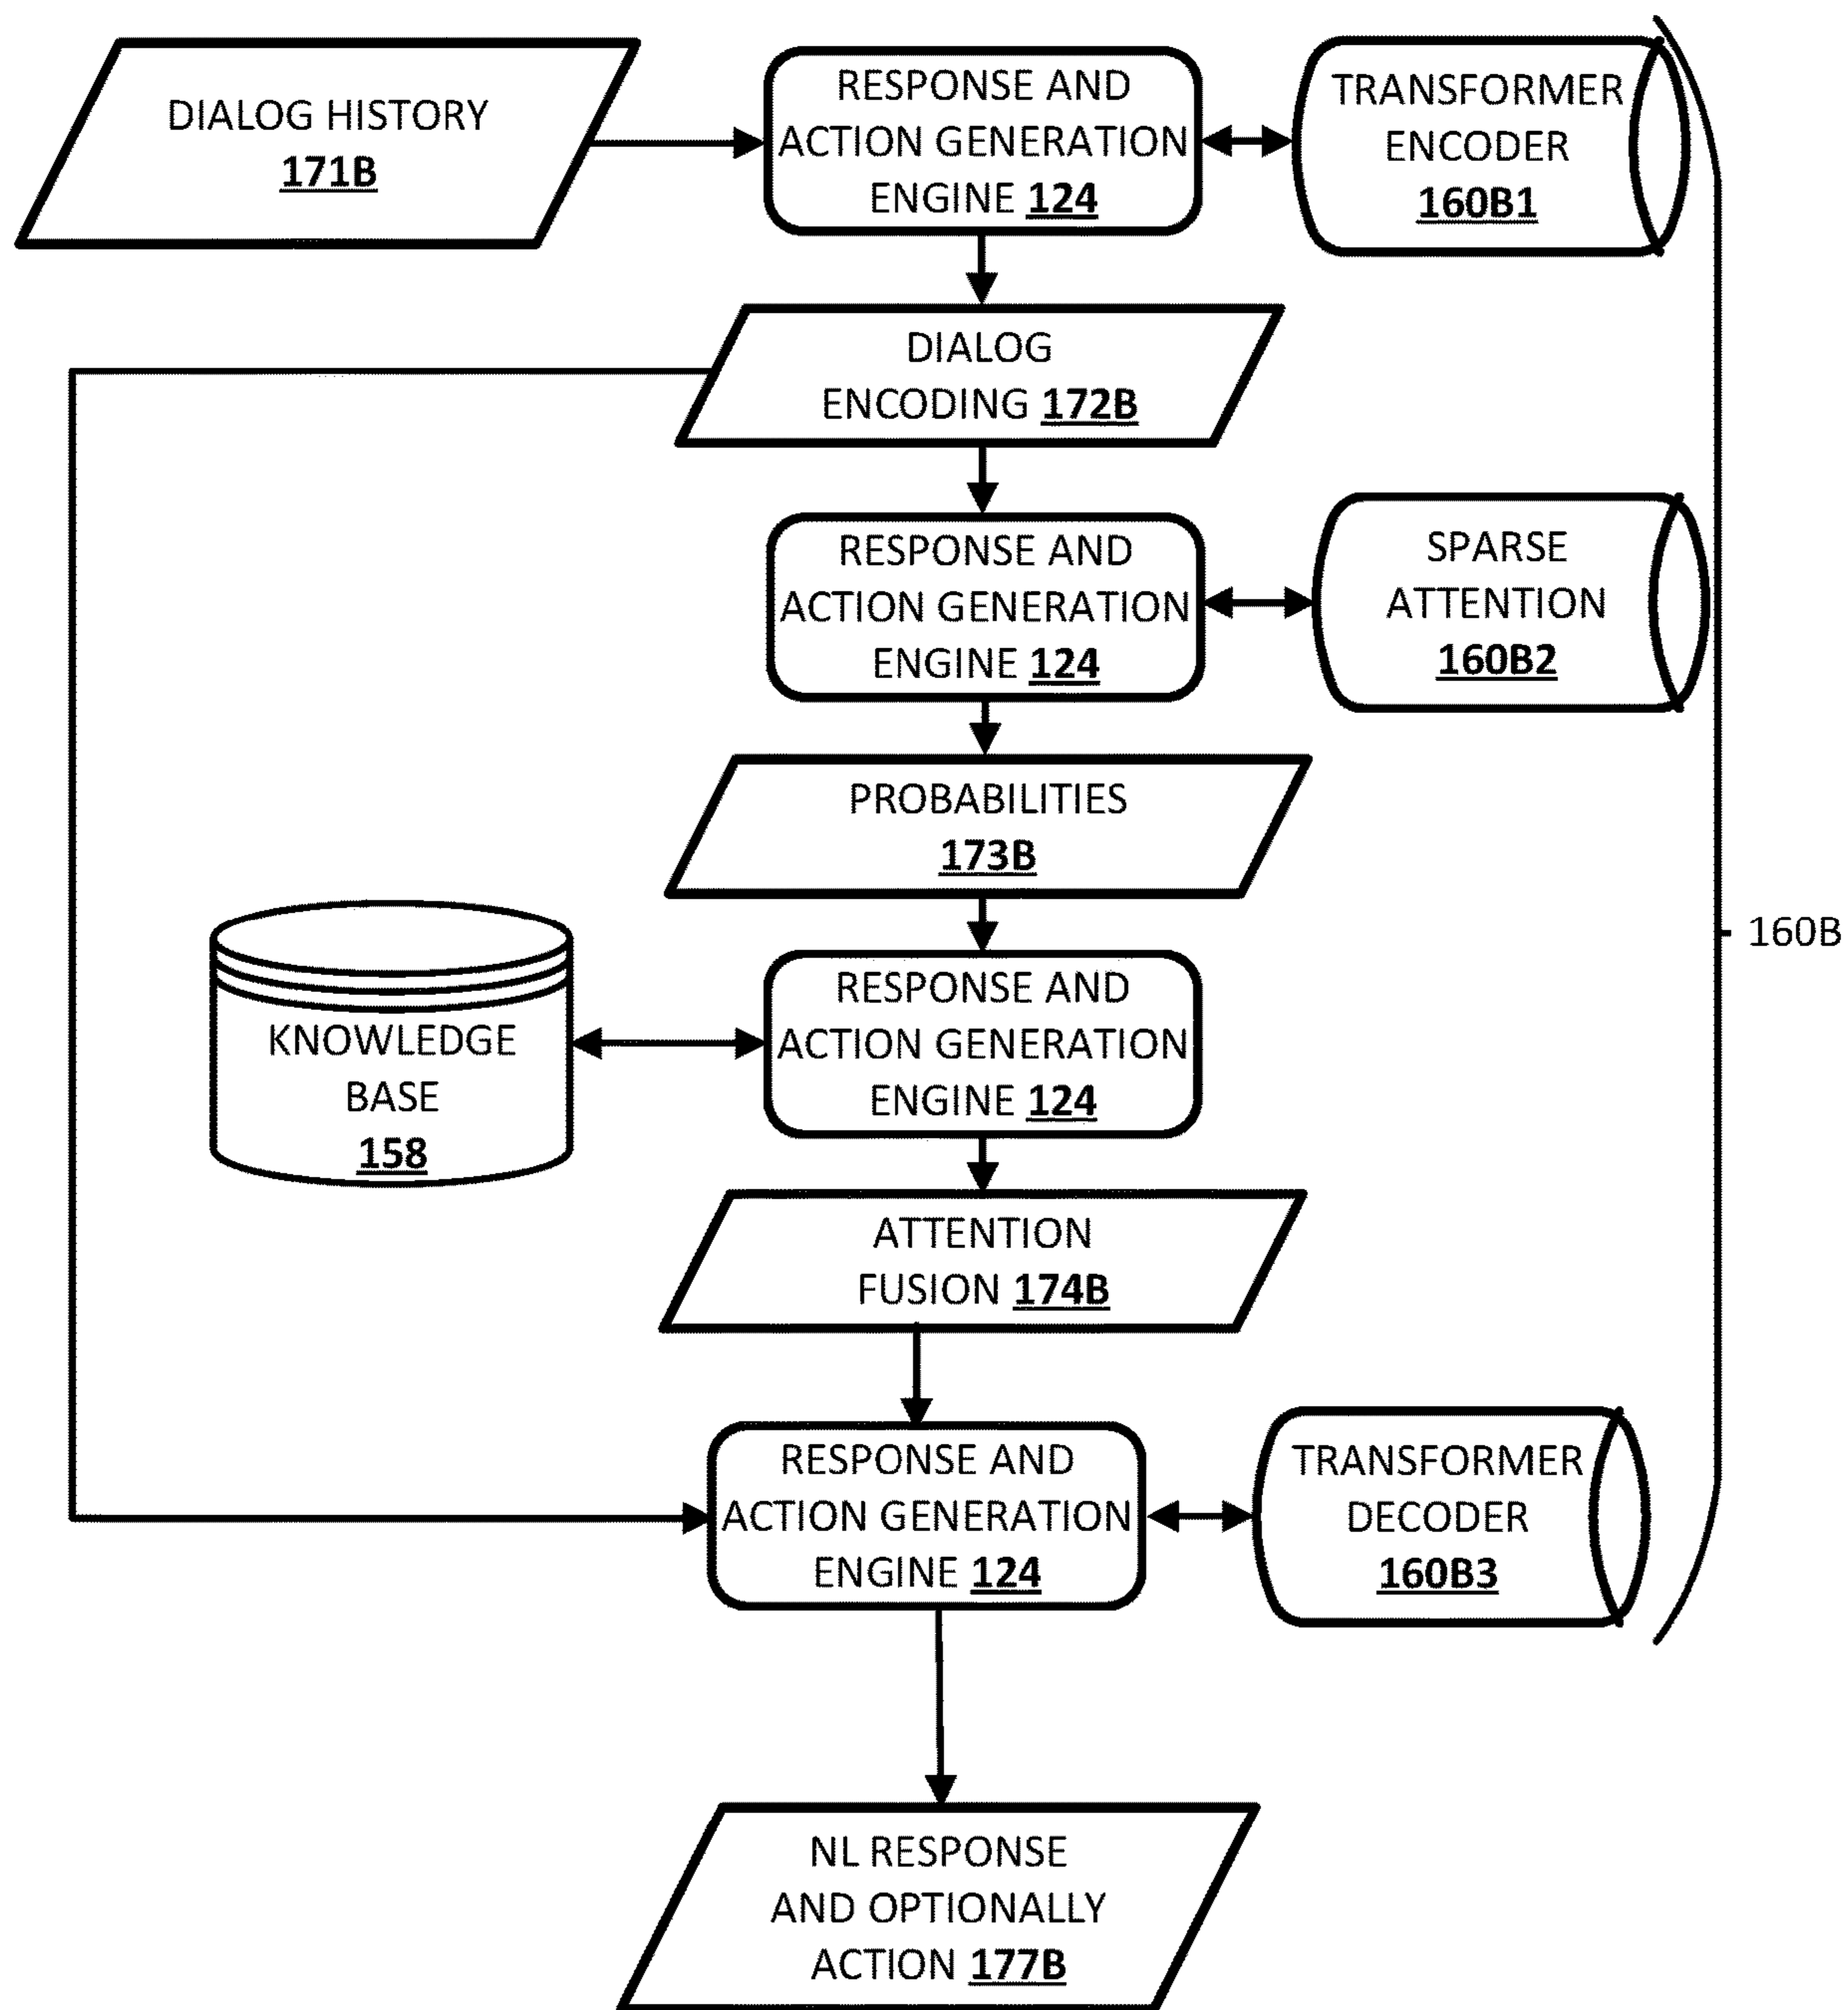 DIALOG HISTORY
171B
RESPONSE AND
ACTION GENERATION
ENGINE 124
TRANSFORMER
ENCODER
160B1
DIALOG
ENCODING 172B
RESPONSE AND
ACTION GENERATION
ENGINE 124
SPARSE
ATTENTION
160B2
PROBABILITIES
173B
160B
KNOWLEDGE
BASE
158
RESPONSE AND
ACTION GENERATION
ENGINE 124
ATTENTION
FUSION 174B
RESPONSE AND
ACTION GENERATION
ENGINE 124
TRANSFORMER
DECODER
160B3
NL RESPONSE
AND OPTIONALLY
ACTION 177B